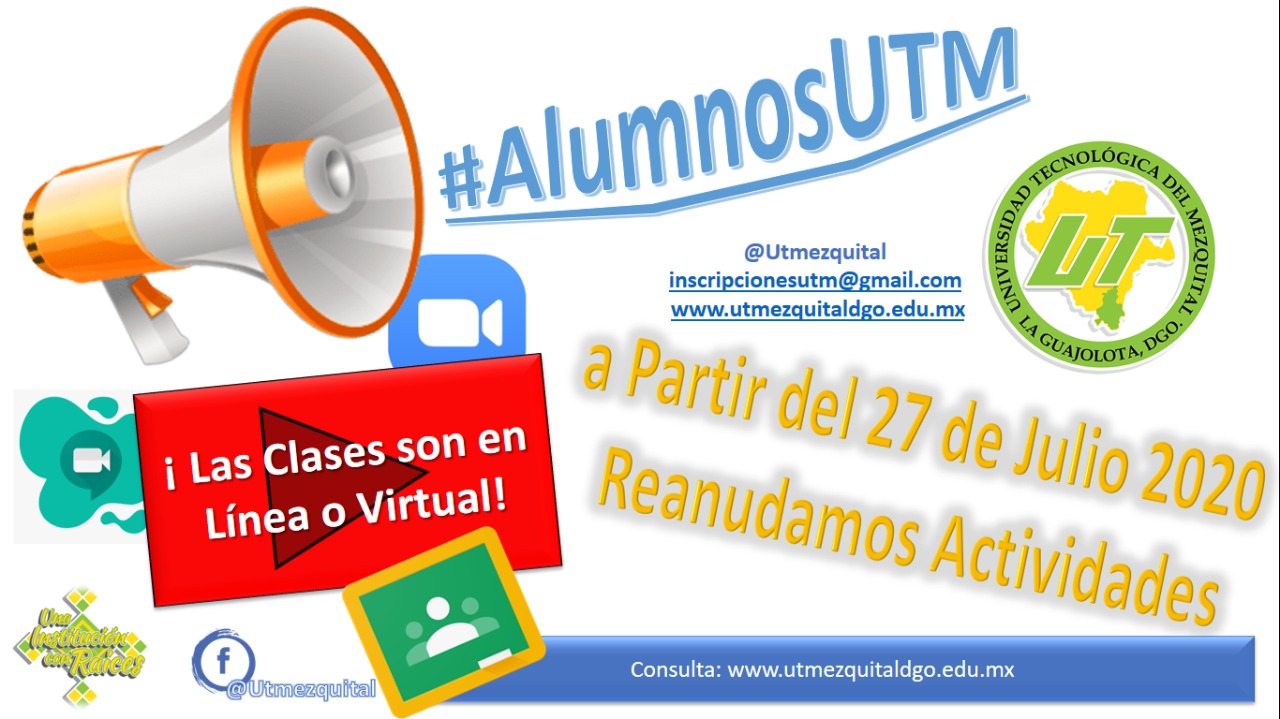 #AlumnosUTM
@Utmezquital
inscripcionesutm@gmail.com
www.utmezquitaldgo.edu.mx
UNIVERSIDAD TECNOLÓGICA DEL MEZQUITAL
LA GUAJOLOTA, DGO.
UT
a Partir del 27 de Julio 2020
Reanudamos Actividades
¡ Las Clases son en
Línea o Virtual!
Una
Institución
con Raíces
f
@Utmezquital
Consulta: www.utmezquitaldgo.edu.mx